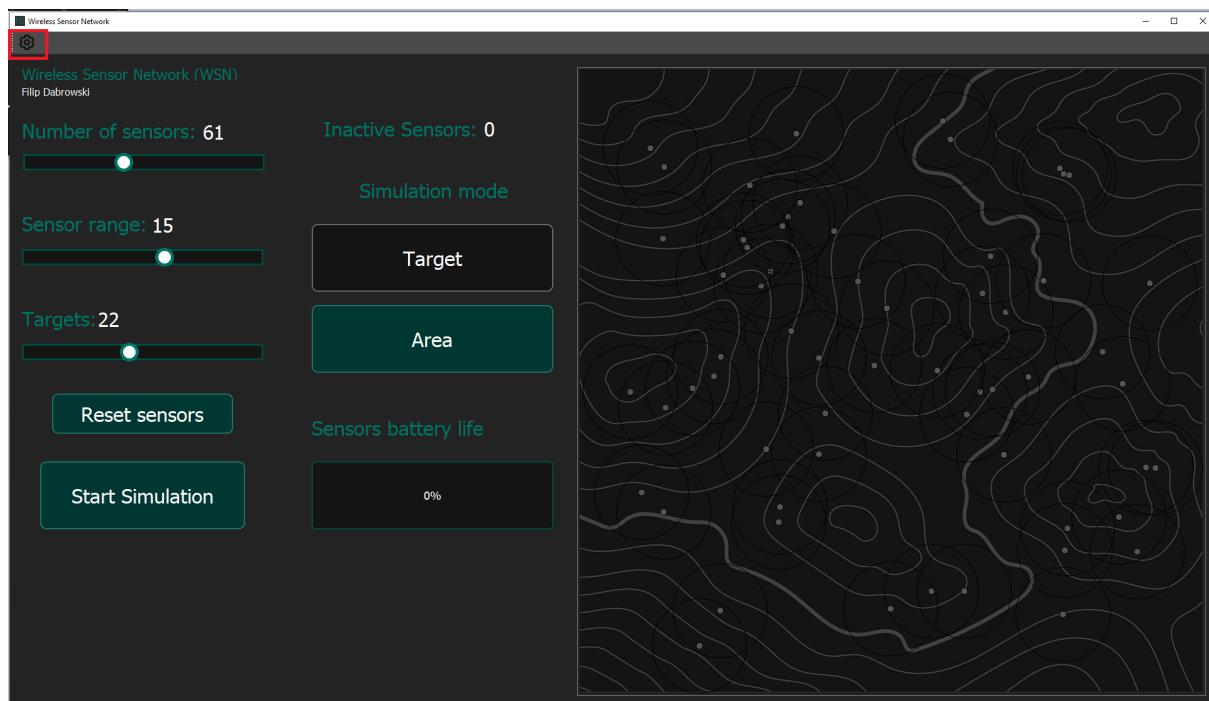 Wireless Sensor Network
Wireless Sensor Network (WSN)
Filip Dabrowski
Number of sensors: 61
Inactive Sensors: 0
Simulation mode
Sensor range: 15
Target
Targets: 22
Area
Reset sensors
Sensors battery life
Start Simulation
0%